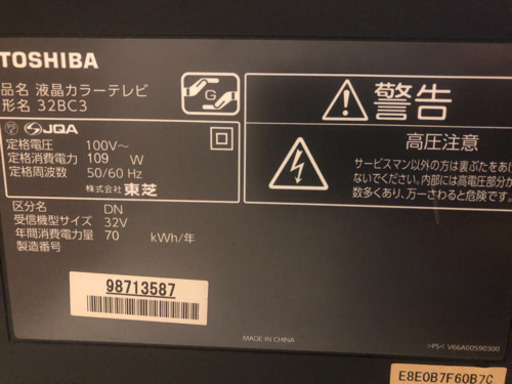 TOSHIBA
品名 液晶カラーテレビ
形名 32BC3
G
PS E JQA
定格電圧 100V～
定格消費電力 109 W
定格周波数 50/60 Hz
株式会社 東芝
区分名 DN
受信機型サイズ 32V
年間消費電力量 70 kWh/年
製造番号
98713587
MADE IN CHINA
警告
高圧注意
サービスマン以外の方は裏ぶたをあけ
ないでください。内部には高電圧部分が
数多くあり、万一さわると危険です。
>PS< V66A00590300
E8E0B7F60B7C